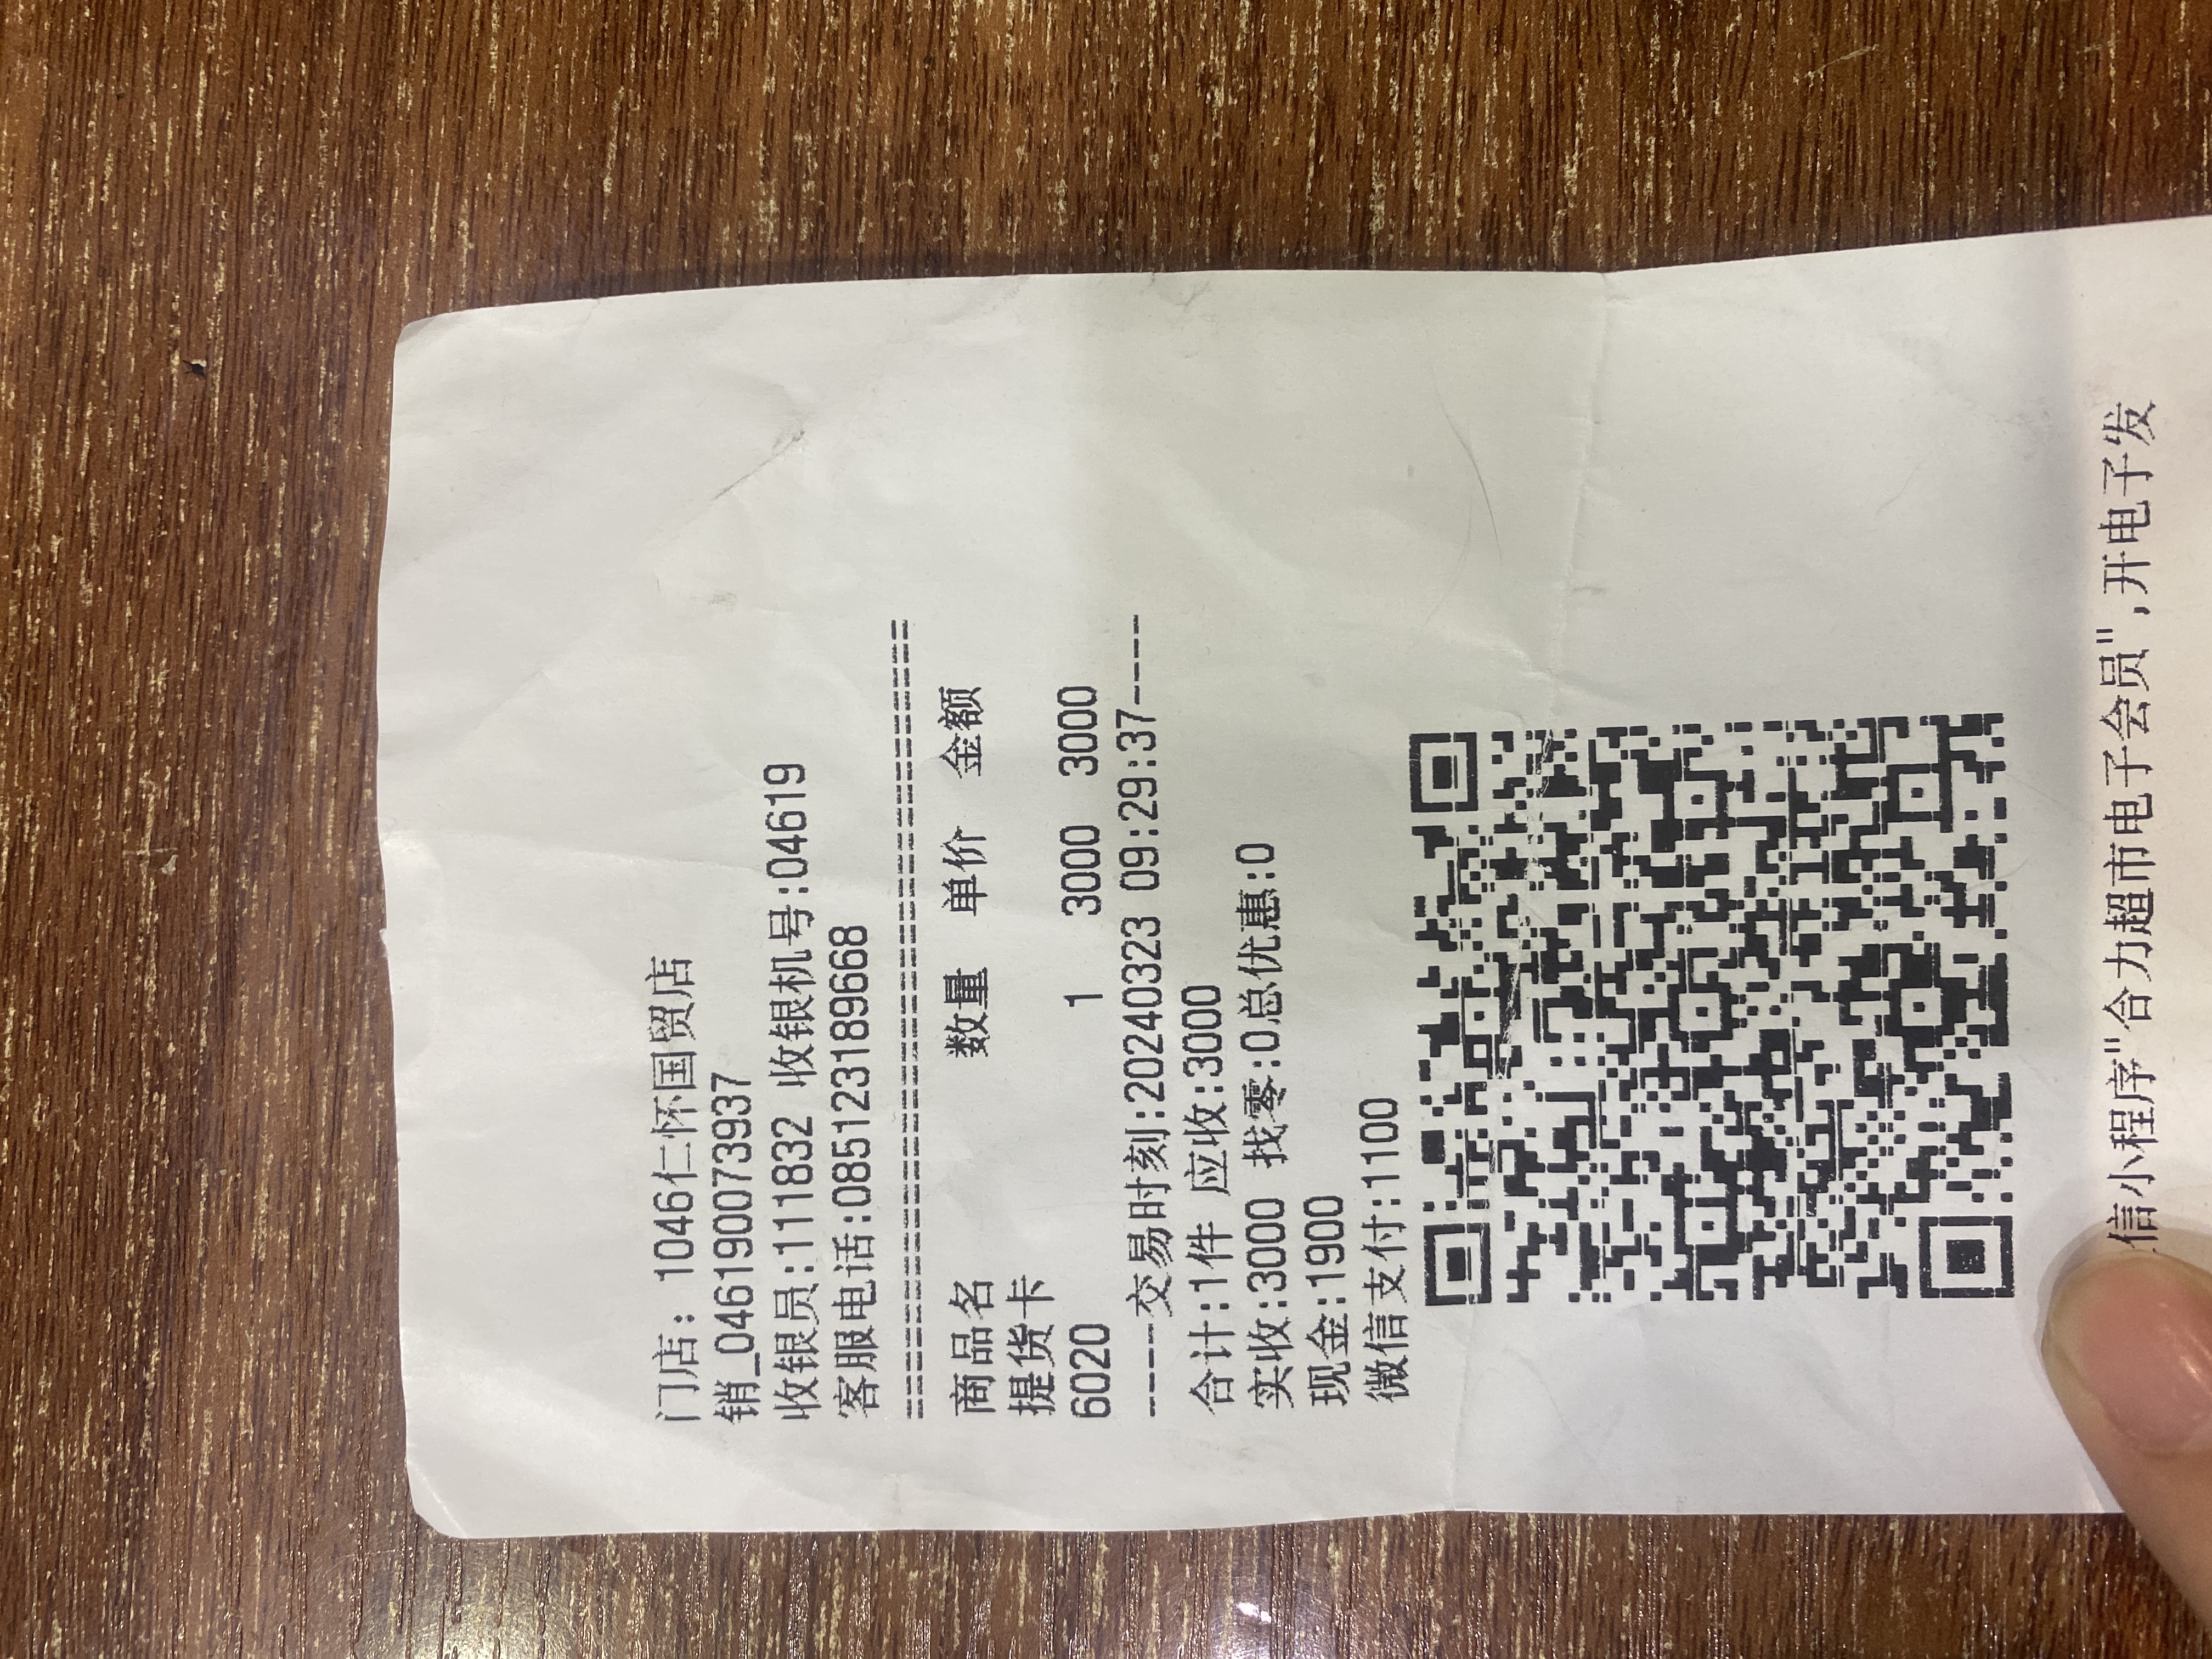 门店: 1046仁怀国贸店
销_046190073937
收银员:111832 收银机号:04619
客服电话:085123189668
========================================
商品名 数量 单价 金额
提货卡
6020 1 3000 3000
----交易时刻:20240323 09:29:37----
合计:1件 应收:3000
实收:3000 找零:0总优惠:0
现金:1900
微信支付:1100
信小程序"合力超市电子会员",开电子发